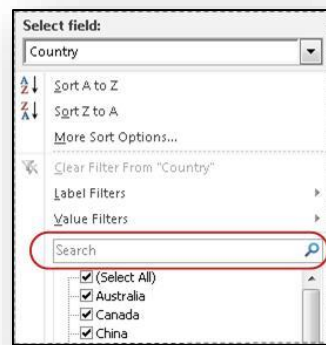 Select field:
Country
Sort A to Z
Sort Z to A
More Sort Options...
Clear Filter From "Country"
Label Filters
Value Filters
Search
(Select All)
Australia
Canada
China